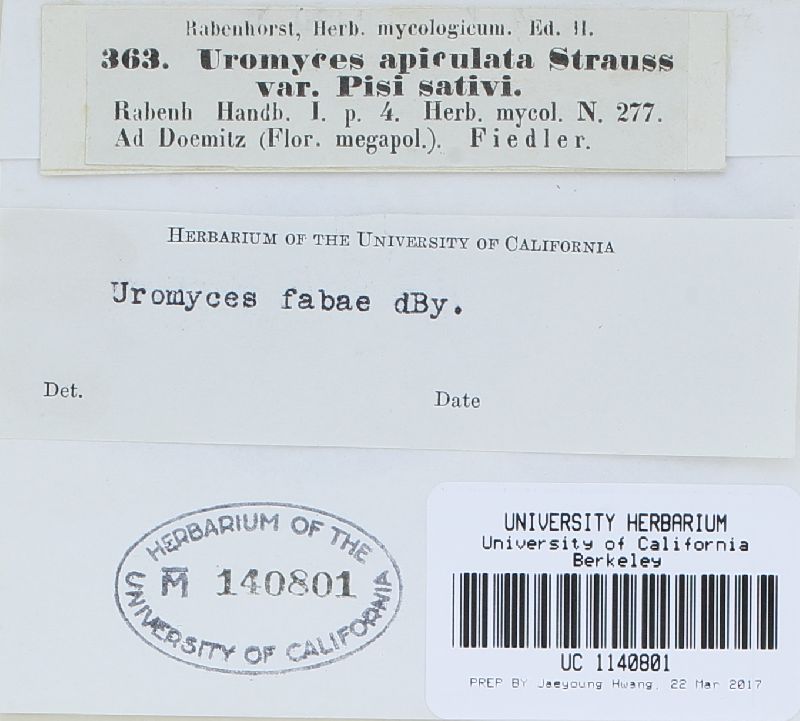 Rabenhorst, Herb. mycologicum. Ed. II.
363. Uromyces apiculata Strauss
var. Pisi sativi.
Rabenh Handb. I. p. 4. Herb. mycol. N. 277.
Ad Doemitz (Flor. megapol.). Fiedler.
HERBARIUM OF THE UNIVERSITY OF CALIFORNIA
Uromyces fabae dBy.
Det.
Date
HERBARIUM OF THE
M̅ 140801
UNIVERSITY OF CALIFORNIA
UNIVERSITY HERBARIUM
University of California
Berkeley
UC 1140801
PREP BY Jaeyoung Hwang, 22 Mar 2017